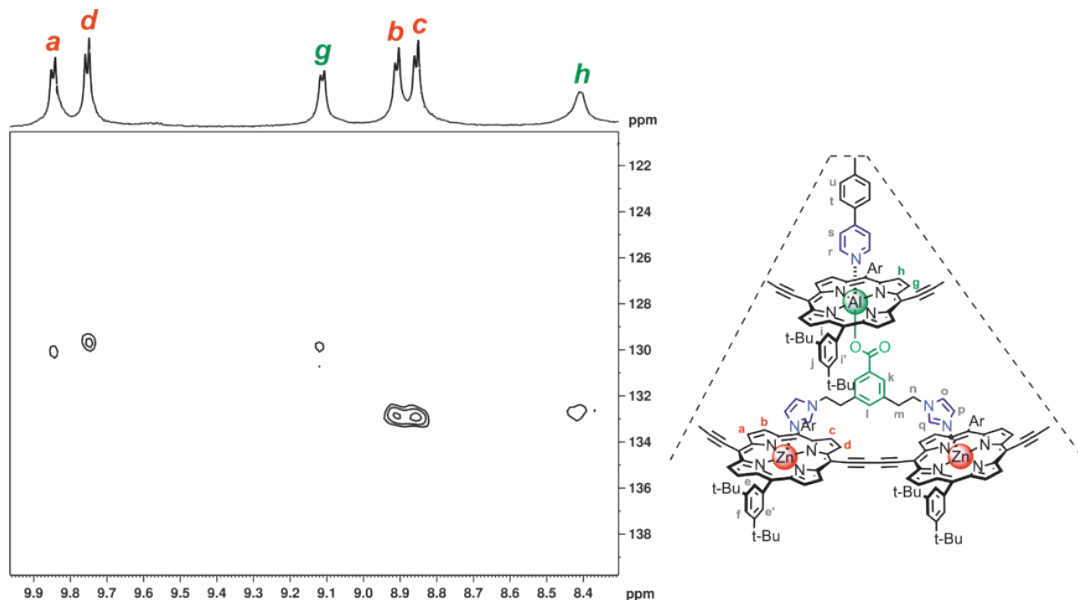 a d g b c h
ppm
122
124
126
128
130
132
134
136
138
9.9 9.8 9.7 9.6 9.5 9.4 9.3 9.2 9.1 9.0 8.9 8.8 8.7 8.6 8.5 8.4 ppm
u
t
s
r
N Ar h
g
N N
Al
N N
t-Bu i
O O
j i'
t-Bu k
n
N N o
l m
N Ar q N p Ar
a b c d
N N N N
Zn Zn
N N N N
t-Bu e t-Bu
f e'
t-Bu t-Bu